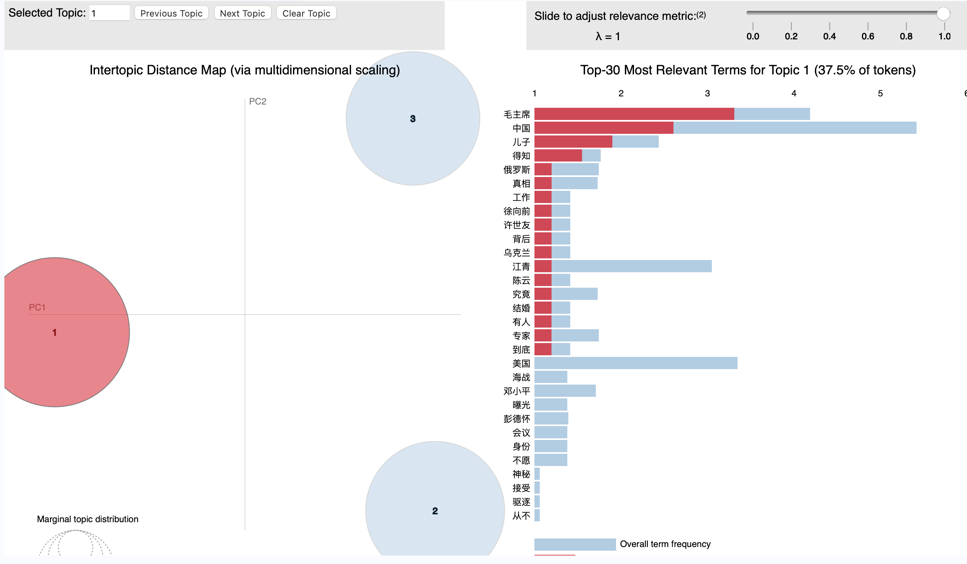 Selected Topic: 1 Previous Topic Next Topic Clear Topic
Slide to adjust relevance metric:(2)
λ = 1
0.0 0.2 0.4 0.6 0.8 1.0
Intertopic Distance Map (via multidimensional scaling)
PC2
3
PC1
1
2
Marginal topic distribution
Top-30 Most Relevant Terms for Topic 1 (37.5% of tokens)
1 2 3 4 5 6
毛主席
中国
儿子
得知
俄罗斯
真相
工作
徐向前
许世友
背后
乌克兰
江青
陈云
究竟
结婚
有人
专家
到底
美国
海战
邓小平
曝光
彭德怀
会议
身份
不愿
神秘
接受
驱逐
从不
Overall term frequency